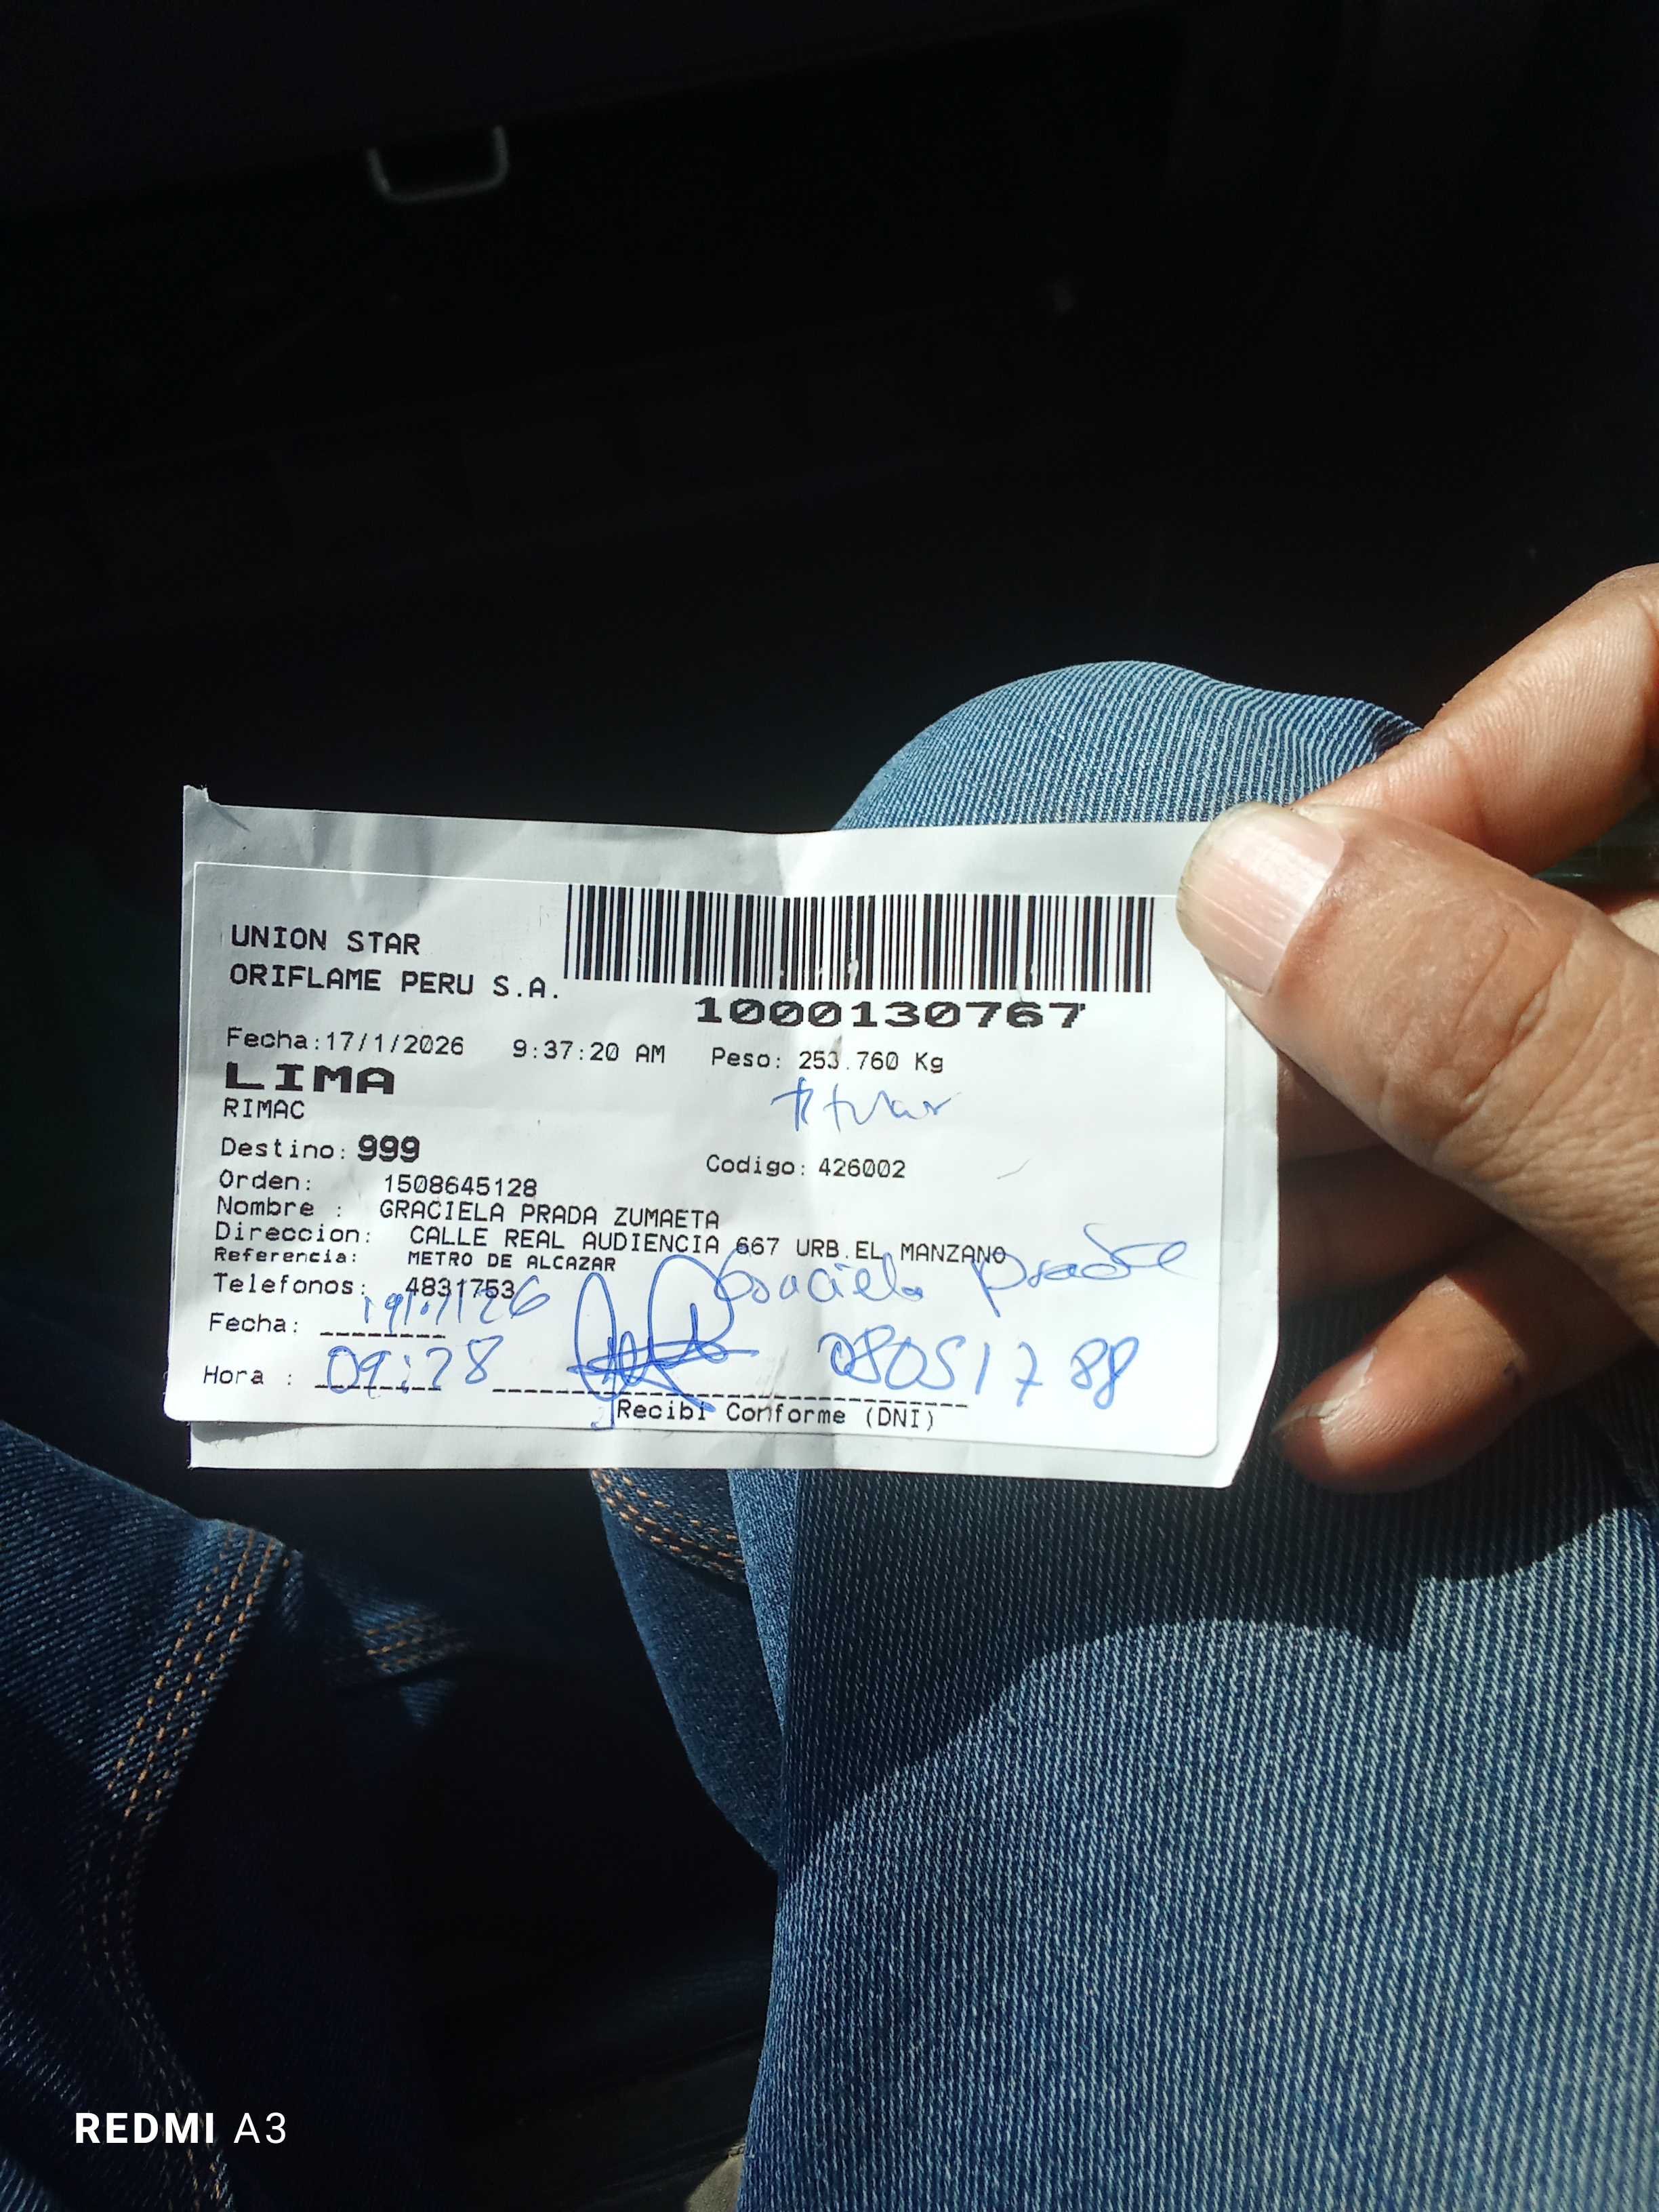 UNION STAR
ORIFLAME PERU S.A.
1000130767
Fecha:17/1/2026 9:37:20 AM Peso: 253.760 Kg
LIMA
titular
RIMAC
Destino: 999
Codigo: 426002
Orden: 1508645128
Nombre : GRACIELA PRADA ZUMAETA
Direccion: CALLE REAL AUDIENCIA 667 URB.EL MANZANO
Referencia: METRO DE ALCAZAR
Graciela Prada
Telefonos: 4831753
Fecha: 19/01/26
Hora : 09:28 08051788
Recibi Conforme (DNI)
REDMI A3